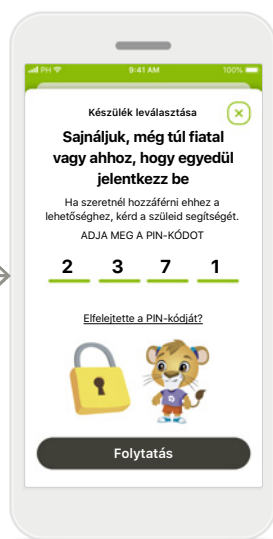 PH 9:41 AM 100%
Készülék leválasztása
Sajnáljuk, még túl fiatal
vagy ahhoz, hogy egyedül
jelentkezz be
Ha szeretnél hozzáférni ehhez a
lehetőséghez, kérd a szüleid segítségét.
ADJA MEG A PIN-KÓDOT
2 3 7 1
Elfelejtette a PIN-kódját?
Folytatás